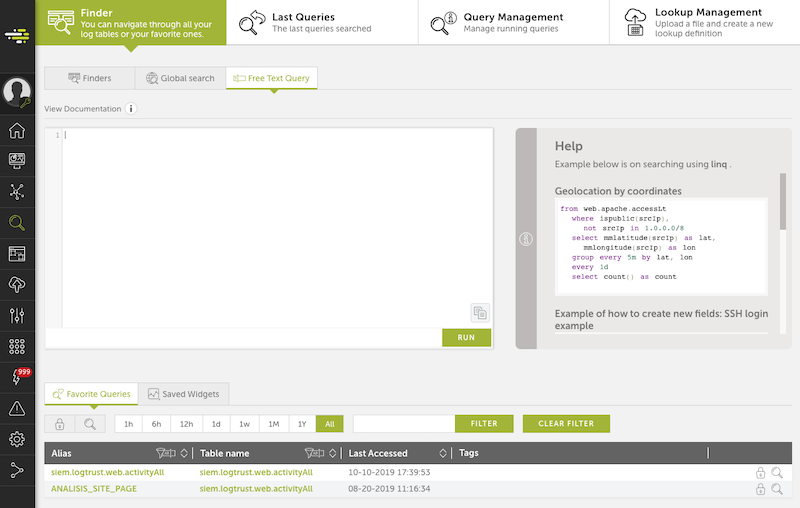 Finder
You can navigate through all your
log tables or your favorite ones.
Last Queries
The last queries searched
Query Management
Manage running queries
Lookup Management
Upload a file and create a new
lookup definition
Finders
Global search
Free Text Query
View Documentation
1
Help
Example below is on searching using linq .
Geolocation by coordinates
from web.apache.accessLt
where ispublic(srcIp),
not srcIp in 1.0.0.0/8
select mmlatitude(srcIp) as lat,
mmlongitude(srcIp) as lon
group every 5m by lat, lon
every 1d
select count() as count
Example of how to create new fields: SSH login
example
RUN
999
Favorite Queries
Saved Widgets
1h 6h 12h 1d 1w 1M 1Y All
FILTER
CLEAR FILTER
Alias Table name Last Accessed Tags
siem.logtrust.web.activityAll siem.logtrust.web.activityAll 10-10-2019 17:39:53
ANALISIS_SITE_PAGE siem.logtrust.web.activityAll 08-20-2019 11:16:34